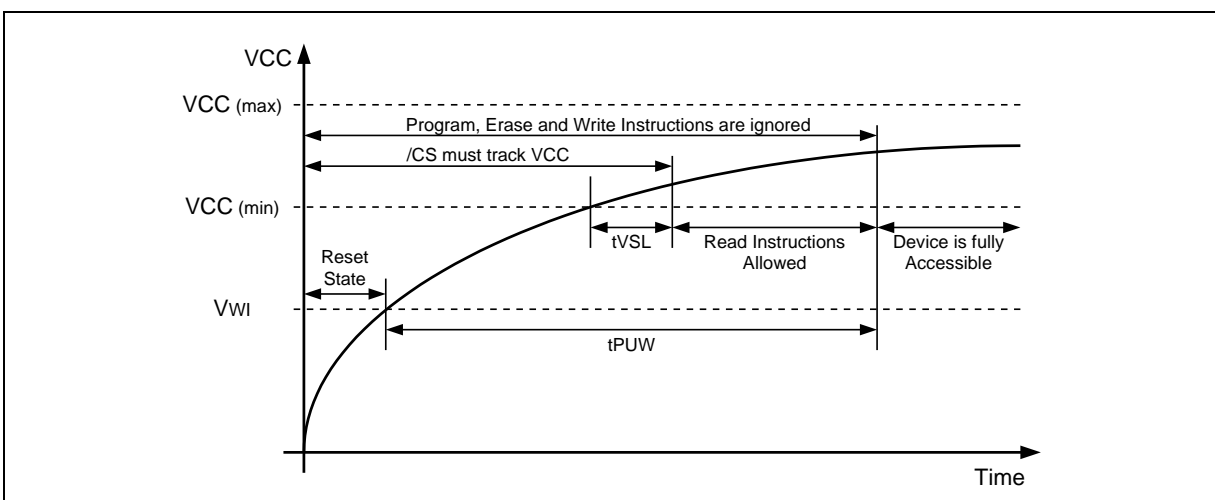 VCC
VCC (max)
Program, Erase and Write Instructions are ignored
/CS must track VCC
VCC (min)
tVSL
Read Instructions
Allowed
Device is fully
Accessible
Reset
State
VWI
tPUW
Time